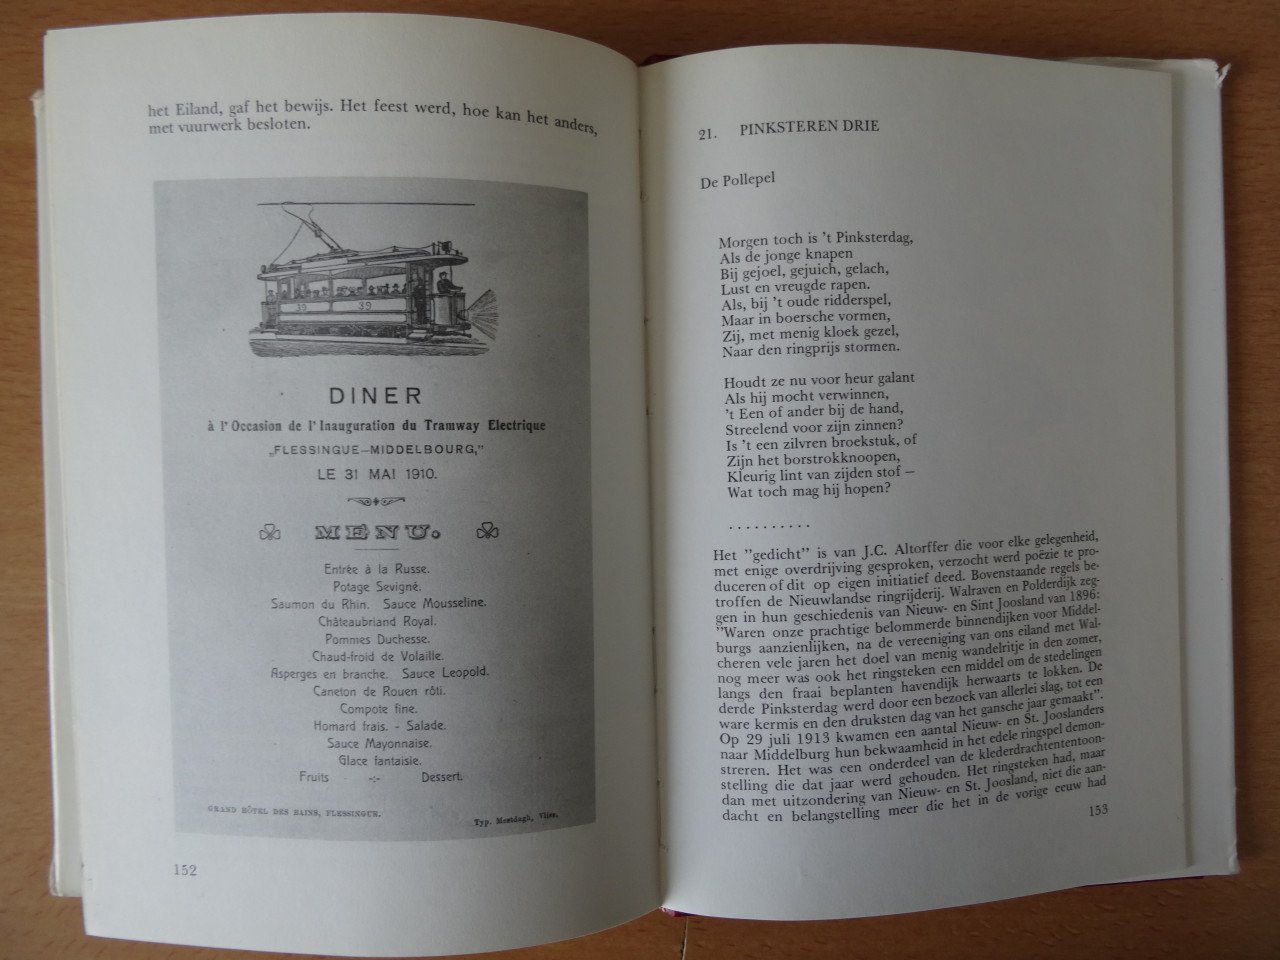 het Eiland, gaf het bewijs. Het feest werd, hoe kan het anders,
met vuurwerk besloten.
39 39
DINER
à l'Occasion de l'Inauguration du Tramway Electrique
„FLESSINGUE—MIDDELBOURG,”
LE 31 MAI 1910.
MENU.
Entrée à la Russe.
Potage Sevigné.
Saumon du Rhin. Sauce Mousseline.
Châteaubriand Royal.
Pommes Duchesse.
Chaud-froid de Volaille.
Asperges en branche. Sauce Leopold.
Caneton de Rouen rôti.
Compote fine.
Homard frais. - Salade.
Sauce Mayonnaise.
Glace fantaisie.
Fruits -:- Dessert.
GRAND HÔTEL DES BAINS, FLESSINGUE.
Typ. Mestdagh, Vliss.
152
21. PINKSTEREN DRIE
De Pollepel
Morgen toch is 't Pinksterdag,
Als de jonge knapen
Bij gejoel, gejuich, gelach,
Lust en vreugde rapen.
Als, bij 't oude ridderspel,
Maar in boersche vormen,
Zij, met menig kloek gezel,
Naar den ringprijs stormen.
Houdt ze nu voor heur galant
Als hij mocht verwinnen,
't Een of ander bij de hand,
Streelend voor zijn zinnen?
Is 't een zilvren broekstuk, of
Zijn het borstrokknoopen,
Kleurig lint van zijden stof —
Wat toch mag hij hopen?
..........
Het ”gedicht” is van J.C. Altorffer die voor elke gelegenheid,
met enige overdrijving gesproken, verzocht werd poëzie te pro-
duceren of dit op eigen initiatief deed. Bovenstaande regels be-
troffen de Nieuwlandse ringrijderij. Walraven en Polderdijk zeg-
gen in hun geschiedenis van Nieuw- en Sint Joosland van 1896:
”Waren onze prachtige belommerde binnendijken voor Middel-
burgs aanzienlijken, na de vereeniging van ons eiland met Wal-
cheren vele jaren het doel van menig wandelritje in den zomer,
nog meer was ook het ringsteken een middel om de stedelingen
langs den fraai beplanten havendijk herwaarts te lokken. De
derde Pinksterdag werd door een bezoek van allerlei slag, tot een
ware kermis en den druksten dag van het gansche jaar gemaakt”.
Op 29 juli 1913 kwamen een aantal Nieuw- en St. Jooslanders
naar Middelburg hun bekwaamheid in het edele ringspel demon-
streren. Het was een onderdeel van de klederdrachtententoon-
stelling die dat jaar werd gehouden. Het ringsteken had, maar
dan met uitzondering van Nieuw- en St. Joosland, niet die aan-
dacht en belangstelling meer die het in de vorige eeuw had
153